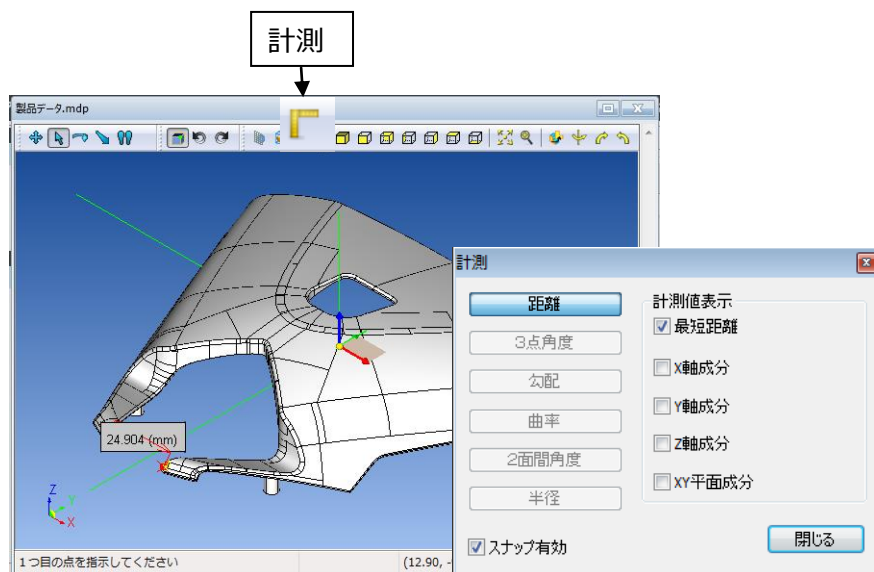 計測
製品データ.mdp
24.904 (mm)
Z
Y
X
1つ目の点を指示してください
(12.90, -
計測
距離
3点角度
勾配
曲率
2面間角度
半径
スナップ有効
計測値表示
最短距離
X軸成分
Y軸成分
Z軸成分
XY平面成分
閉じる